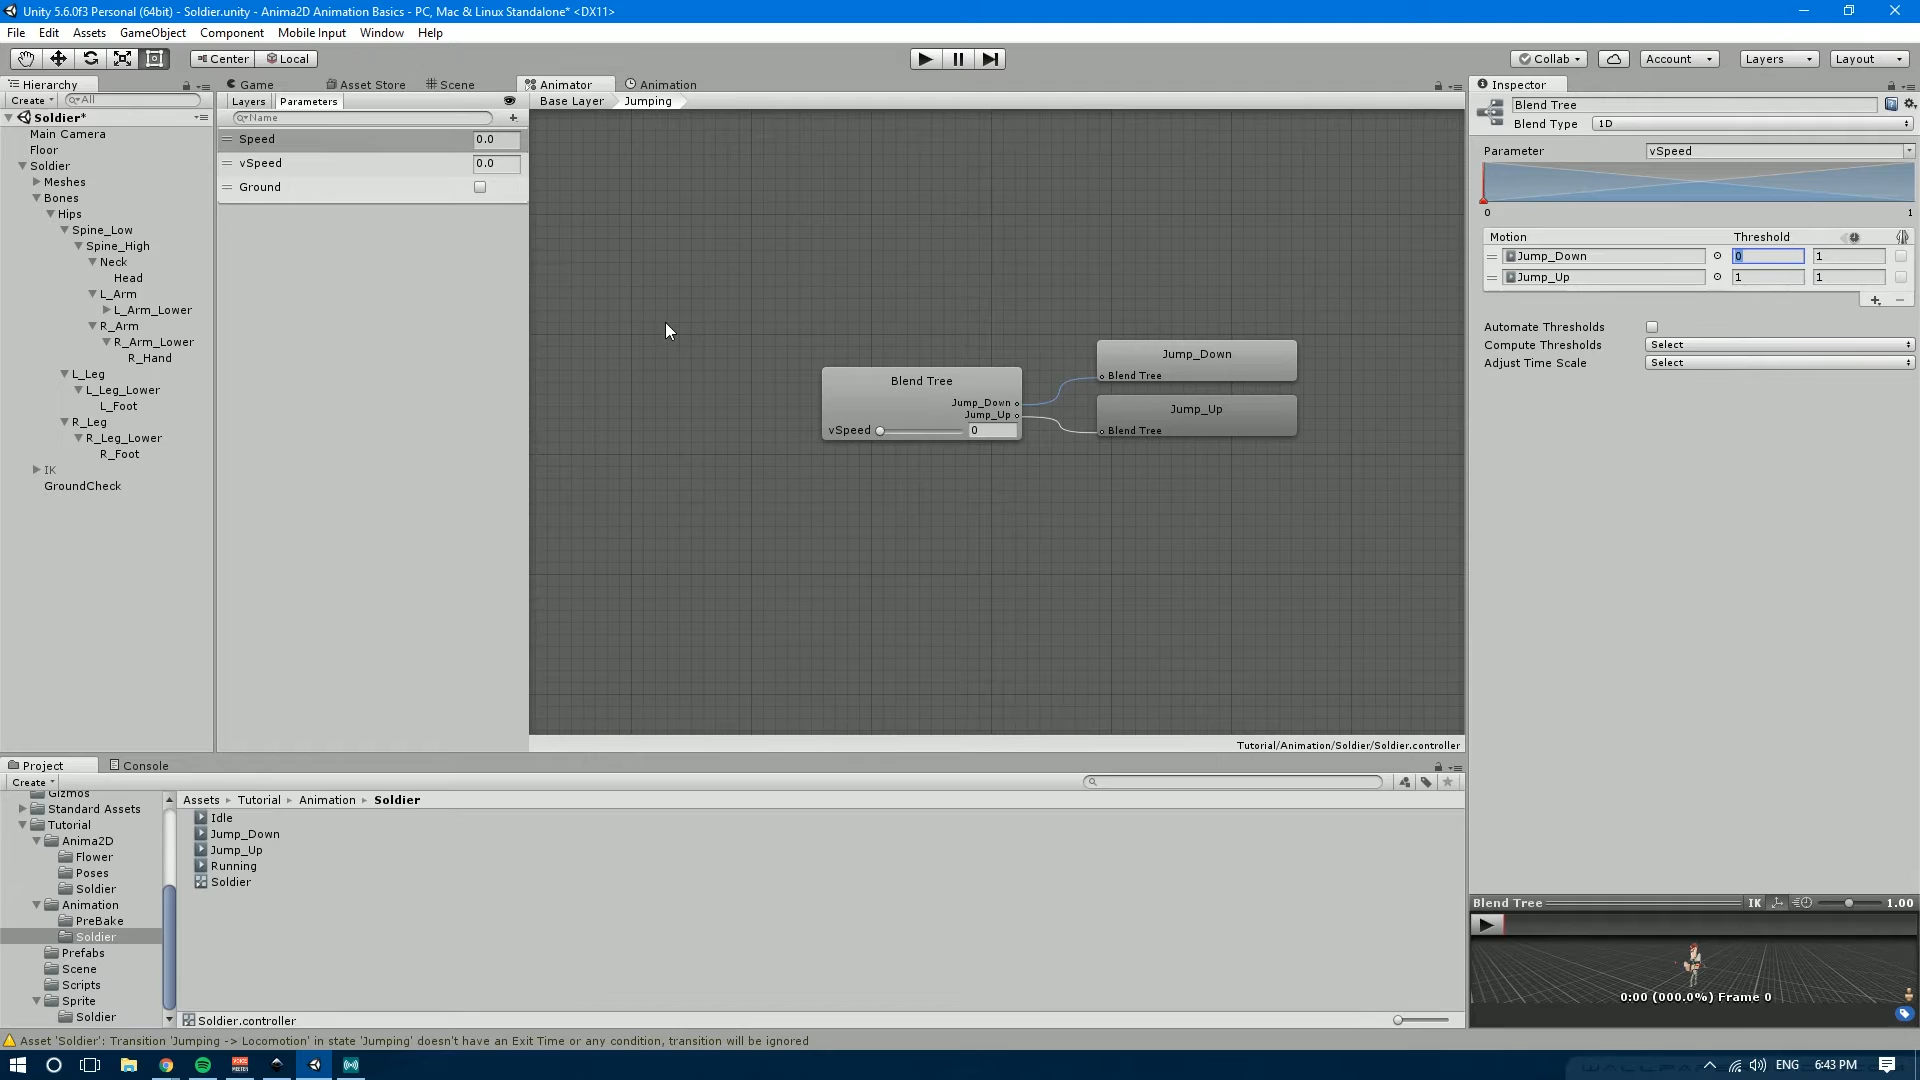 Unity 5.6.0f3 Personal (64bit) - Soldier.unity - Anima2D Animation Basics - PC, Mac & Linux Standalone* <DX11>
File Edit Assets GameObject Component Mobile Input Window Help
Center Local Collab Account Layers Layout
Hierarchy
Create All
Soldier*
Main Camera
Floor
Soldier
Meshes
Bones
Hips
Spine_Low
Spine_High
Neck
Head
L_Arm
L_Arm_Lower
R_Arm
R_Arm_Lower
R_Hand
L_Leg
L_Leg_Lower
L_Foot
R_Leg
R_Leg_Lower
R_Foot
IK
GroundCheck
Game Asset Store Scene Animator Animation
Layers Parameters
Name
Speed 0.0
vSpeed 0.0
Ground
Base Layer Jumping
Blend Tree
Jump_Down
Jump_Up
vSpeed 0
Jump_Down
Blend Tree
Jump_Up
Blend Tree
Tutorial/Animation/Soldier/Soldier.controller
Inspector
Blend Tree
Blend Type 1D
Parameter vSpeed
0 1
Motion Threshold
Jump_Down 0 1
Jump_Up 1 1
Automate Thresholds
Compute Thresholds Select
Adjust Time Scale Select
Blend Tree IK 1.00
0:00 (000.0%) Frame 0
Project Console
Create
Gizmos
Standard Assets
Tutorial
Anima2D
Flower
Poses
Soldier
Animation
PreBake
Soldier
Prefabs
Scene
Scripts
Sprite
Soldier
Assets Tutorial Animation Soldier
Idle
Jump_Down
Jump_Up
Running
Soldier
Soldier.controller
Asset 'Soldier': Transition 'Jumping -> Locomotion' in state 'Jumping' doesn't have an Exit Time or any condition, transition will be ignored
ENG 6:43 PM